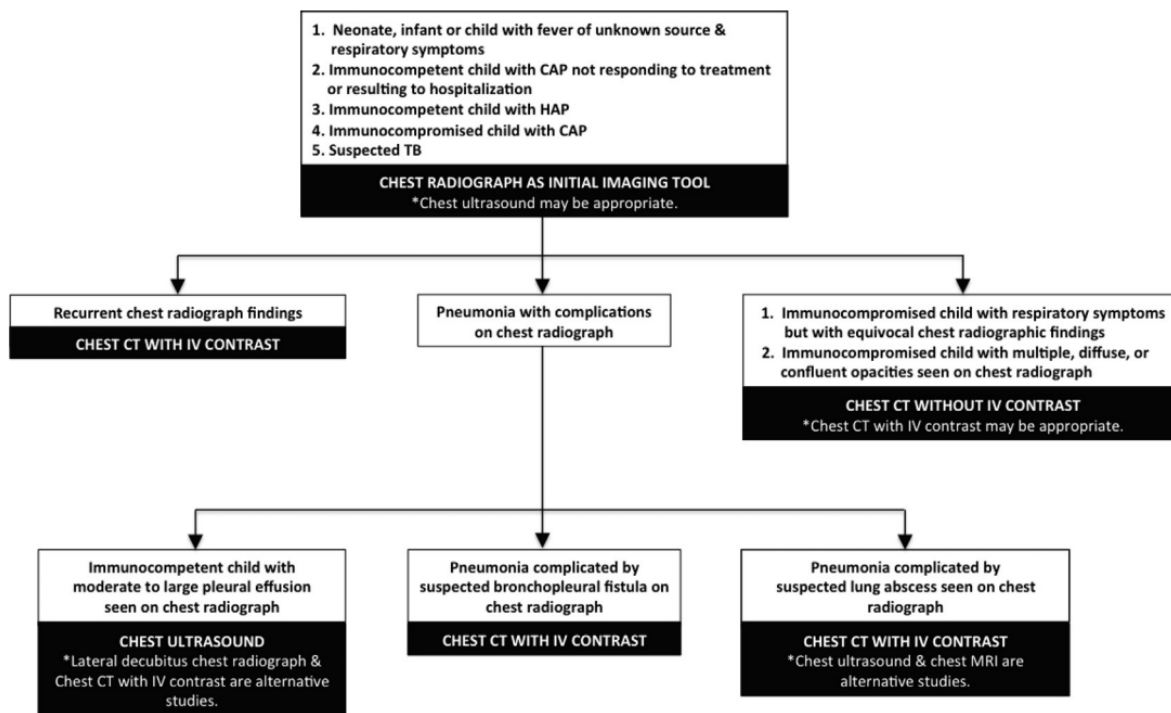 1. Neonate, infant or child with fever of unknown source &
respiratory symptoms
2. Immunocompetent child with CAP not responding to treatment
or resulting to hospitalization
3. Immunocompetent child with HAP
4. Immunocompromised child with CAP
5. Suspected TB
CHEST RADIOGRAPH AS INITIAL IMAGING TOOL
*Chest ultrasound may be appropriate.
Recurrent chest radiograph findings
CHEST CT WITH IV CONTRAST
Pneumonia with complications
on chest radiograph
1. Immunocompromised child with respiratory symptoms
but with equivocal chest radiographic findings
2. Immunocompromised child with multiple, diffuse, or
confluent opacities seen on chest radiograph
CHEST CT WITHOUT IV CONTRAST
*Chest CT with IV contrast may be appropriate.
Immunocompetent child with
moderate to large pleural effusion
seen on chest radiograph
CHEST ULTRASOUND
*Lateral decubitus chest radiograph &
Chest CT with IV contrast are alternative
studies.
Pneumonia complicated by
suspected bronchopleural fistula on
chest radiograph
CHEST CT WITH IV CONTRAST
Pneumonia complicated by
suspected lung abscess seen on chest
radiograph
CHEST CT WITH IV CONTRAST
*Chest ultrasound & chest MRI are
alternative studies.